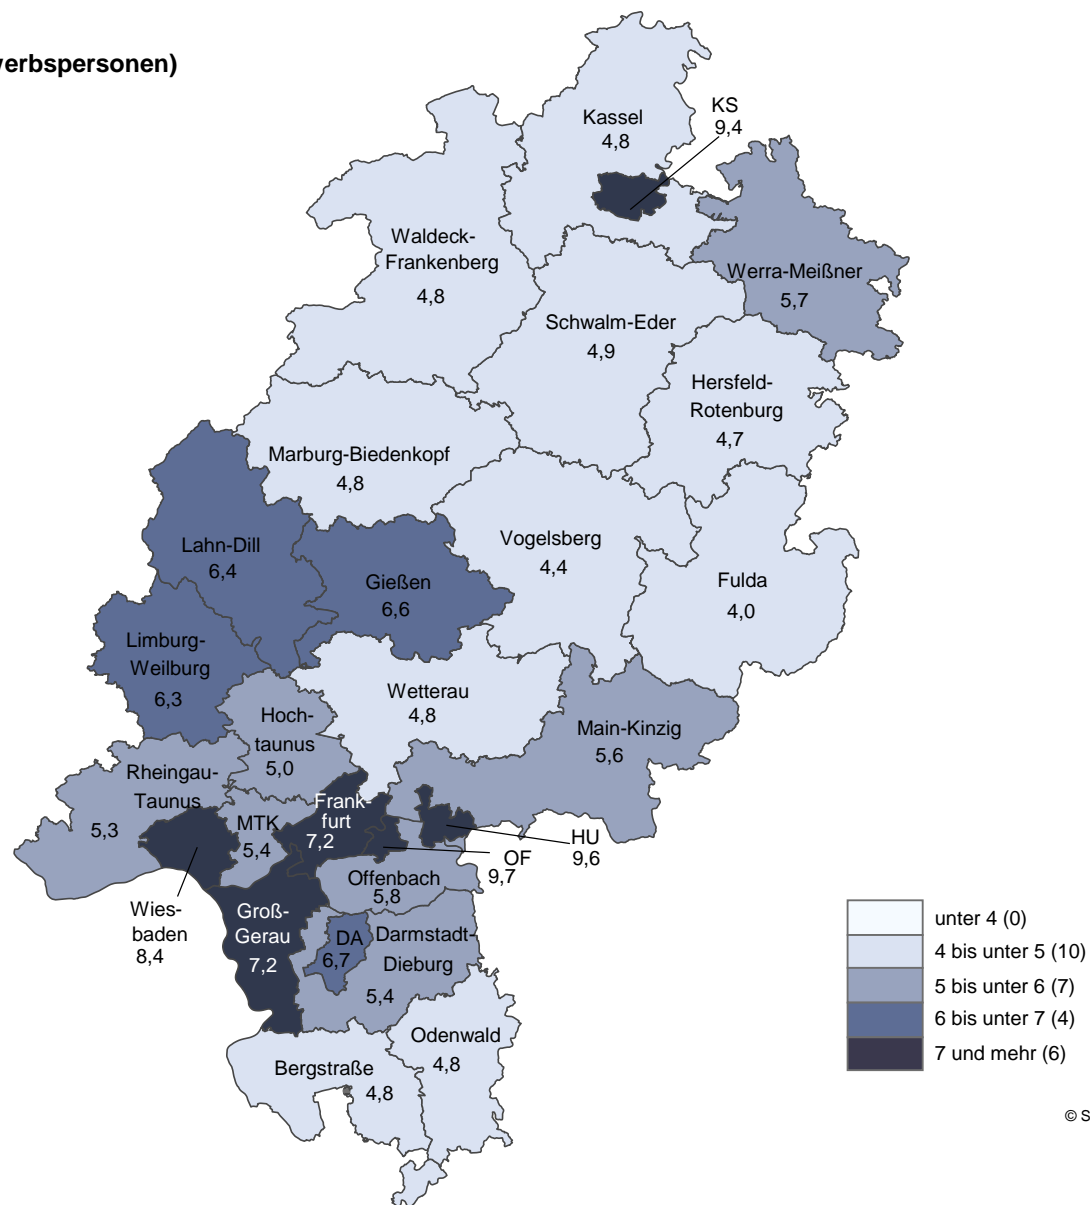 erbspersonen)
Kassel
4,8
KS
9,4
Waldeck-
Frankenberg
4,8
Werra-Meißner
5,7
Schwalm-Eder
4,9
Hersfeld-
Rotenburg
4,7
Marburg-Biedenkopf
4,8
Lahn-Dill
6,4
Gießen
6,6
Vogelsberg
4,4
Fulda
4,0
Limburg-
Weilburg
6,3
Wetterau
4,8
Hoch-
taunus
5,0
Main-Kinzig
5,6
Rheingau-
Taunus
5,3
MTK
5,4
Frank-
furt
7,2
HU
9,6
OF
9,7
Offenbach
5,8
Wies-
baden
8,4
Groß-
Gerau
7,2
DA
6,7
Darmstadt-
Dieburg
5,4
Odenwald
4,8
Bergstraße
4,8
unter 4 (0)
4 bis unter 5 (10)
5 bis unter 6 (7)
6 bis unter 7 (4)
7 und mehr (6)
© S